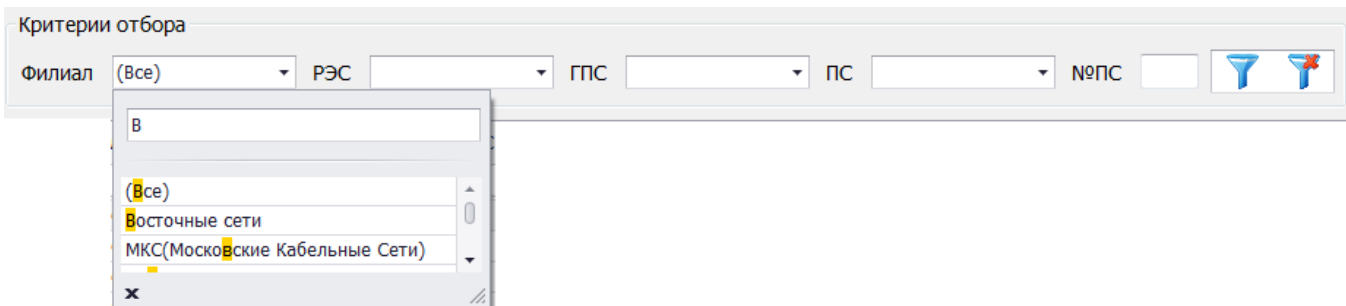 Критерии отбора
Филиал (Все) РЭС ГПС ПС №ПС
В
(Все)
Восточные сети
МКС(Московские Кабельные Сети)